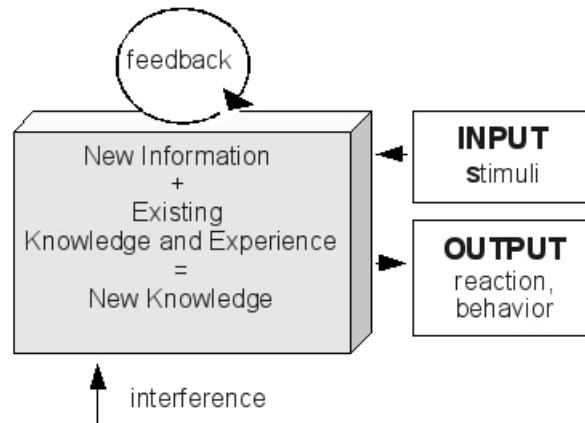 feedback
New Information
+
Existing
Knowledge and Experience
=
New Knowledge
INPUT
stimuli
OUTPUT
reaction,
behavior
interference